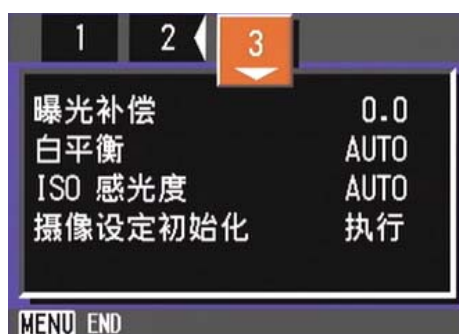 1 2 3
曝光补偿 0.0
白平衡 AUTO
ISO 感光度 AUTO
摄像设定初始化 执行
MENU END